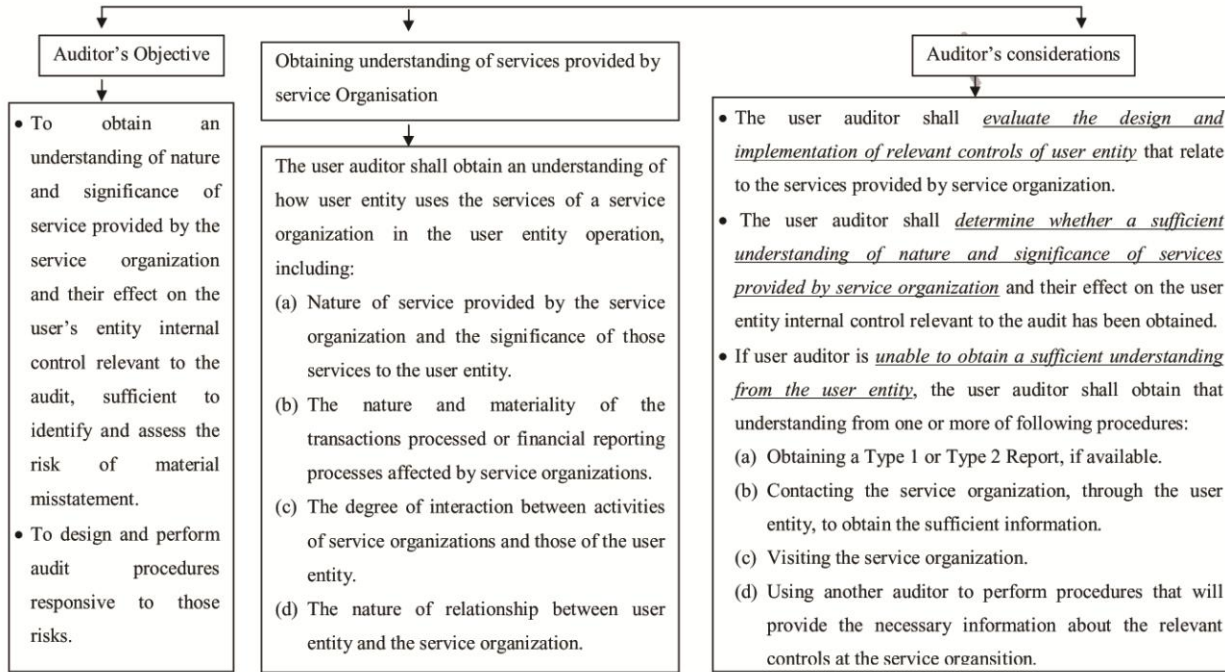 Auditor's Objective
• To obtain an
understanding of nature
and significance of
service provided by the
service organization
and their effect on the
user's entity internal
control relevant to the
audit, sufficient to
identify and assess the
risk of material
misstatement.
• To design and perform
audit procedures
responsive to those
risks.
Obtaining understanding of services provided by
service Organisation
The user auditor shall obtain an understanding of
how user entity uses the services of a service
organization in the user entity operation,
including:
(a) Nature of service provided by the service
organization and the significance of those
services to the user entity.
(b) The nature and materiality of the
transactions processed or financial reporting
processes affected by service organizations.
(c) The degree of interaction between activities
of service organizations and those of the user
entity.
(d) The nature of relationship between user
entity and the service organization.
Auditor's considerations
• The user auditor shall evaluate the design and
implementation of relevant controls of user entity that relate
to the services provided by service organization.
• The user auditor shall determine whether a sufficient
understanding of nature and significance of services
provided by service organization and their effect on the user
entity internal control relevant to the audit has been obtained.
• If user auditor is unable to obtain a sufficient understanding
from the user entity, the user auditor shall obtain that
understanding from one or more of following procedures:
(a) Obtaining a Type 1 or Type 2 Report, if available.
(b) Contacting the service organization, through the user
entity, to obtain the sufficient information.
(c) Visiting the service organization.
(d) Using another auditor to perform procedures that will
provide the necessary information about the relevant
controls at the service organsition.